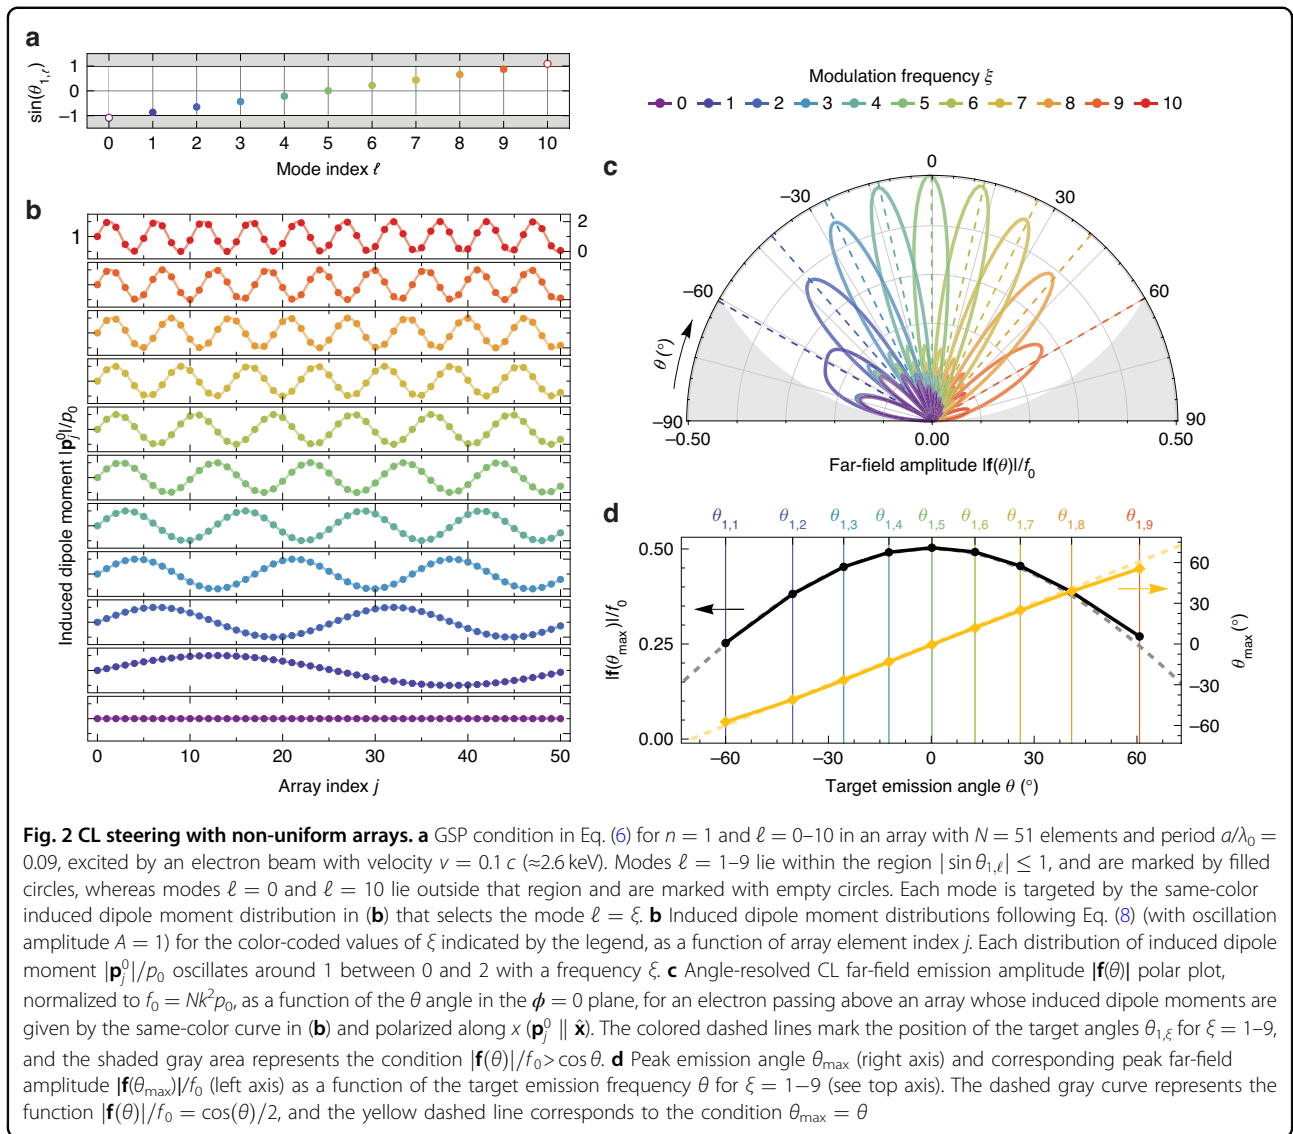 a
sin(θ1,ℓ)
1
0
−1
0 1 2 3 4 5 6 7 8 9 10
Mode index ℓ
Modulation frequency ξ
0 1 2 3 4 5 6 7 8 9 10
b
Induced dipole moment |p⁰ⱼ|/p₀
1
2
0
0 10 20 30 40 50
Array index j
c
0
−30 30
−60 60
θ (°)
−90 90
−0.50 0.00 0.50
Far-field amplitude |f(θ)|/f₀
d
θ1,1 θ1,2 θ1,3 θ1,4 θ1,5 θ1,6 θ1,7 θ1,8 θ1,9
|f(θmax)|/f₀
0.50
0.25
0.00
60
30
0
−30
−60
θmax (°)
−60 −30 0 30 60
Target emission angle θ (°)
Fig. 2 CL steering with non-uniform arrays. a GSP condition in Eq. (6) for n = 1 and ℓ = 0–10 in an array with N = 51 elements and period a/λ₀ =
0.09, excited by an electron beam with velocity v = 0.1 c (≈2.6 keV). Modes ℓ = 1–9 lie within the region | sin θ1,ℓ| ≤ 1, and are marked by filled
circles, whereas modes ℓ = 0 and ℓ = 10 lie outside that region and are marked with empty circles. Each mode is targeted by the same-color
induced dipole moment distribution in (b) that selects the mode ℓ = ξ. b Induced dipole moment distributions following Eq. (8) (with oscillation
amplitude A = 1) for the color-coded values of ξ indicated by the legend, as a function of array element index j. Each distribution of induced dipole
moment |p⁰ⱼ|/p₀ oscillates around 1 between 0 and 2 with a frequency ξ. c Angle-resolved CL far-field emission amplitude |f(θ)| polar plot,
normalized to f₀ = Nk²p₀, as a function of the θ angle in the ϕ = 0 plane, for an electron passing above an array whose induced dipole moments are
given by the same-color curve in (b) and polarized along x (p⁰ⱼ ∥ x̂). The colored dashed lines mark the position of the target angles θ1,ξ for ξ = 1–9,
and the shaded gray area represents the condition |f(θ)|/f₀ > cos θ. d Peak emission angle θmax (right axis) and corresponding peak far-field
amplitude |f(θmax)|/f₀ (left axis) as a function of the target emission frequency θ for ξ = 1−9 (see top axis). The dashed gray curve represents the
function |f(θ)|/f₀ = cos(θ)/2, and the yellow dashed line corresponds to the condition θmax = θ